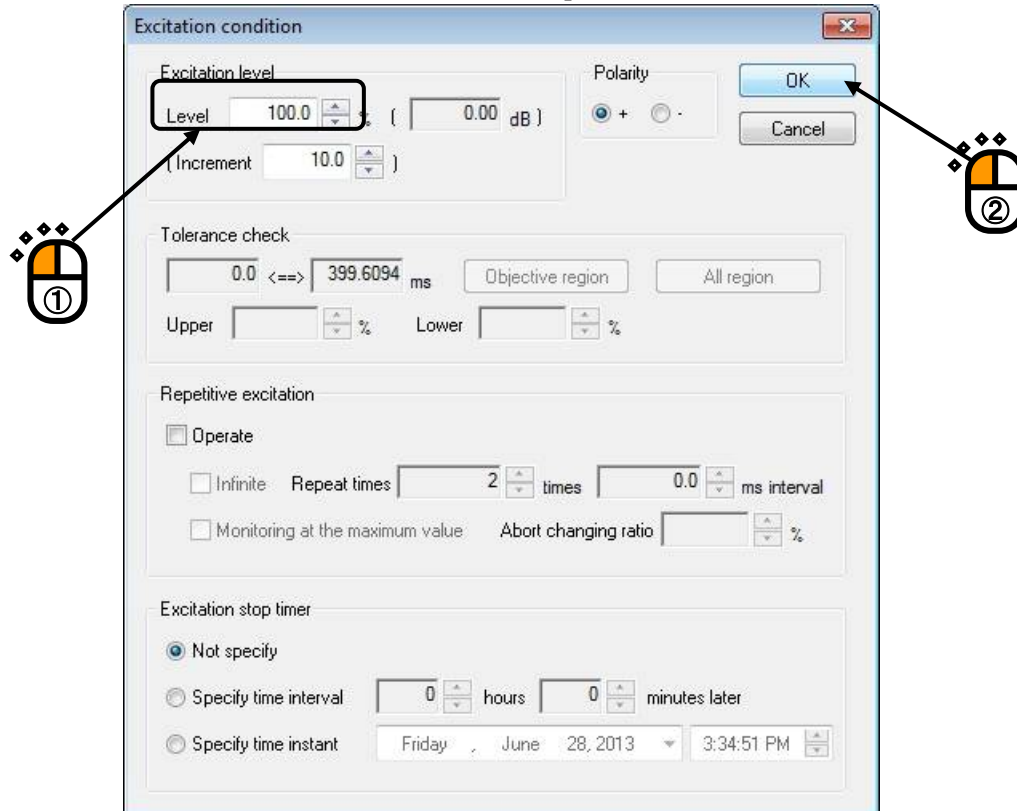 Excitation condition
Excitation level
Level 100.0 % ( 0.00 dB )
( Increment 10.0 )
Polarity
+ -
OK
Cancel
①
②
Tolerance check
0.0 <==> 399.6094 ms Objective region All region
Upper % Lower %
Repetitive excitation
Operate
Infinite Repeat times 2 times 0.0 ms interval
Monitoring at the maximum value Abort changing ratio %
Excitation stop timer
Not specify
Specify time interval 0 hours 0 minutes later
Specify time instant Friday , June 28, 2013 3:34:51 PM